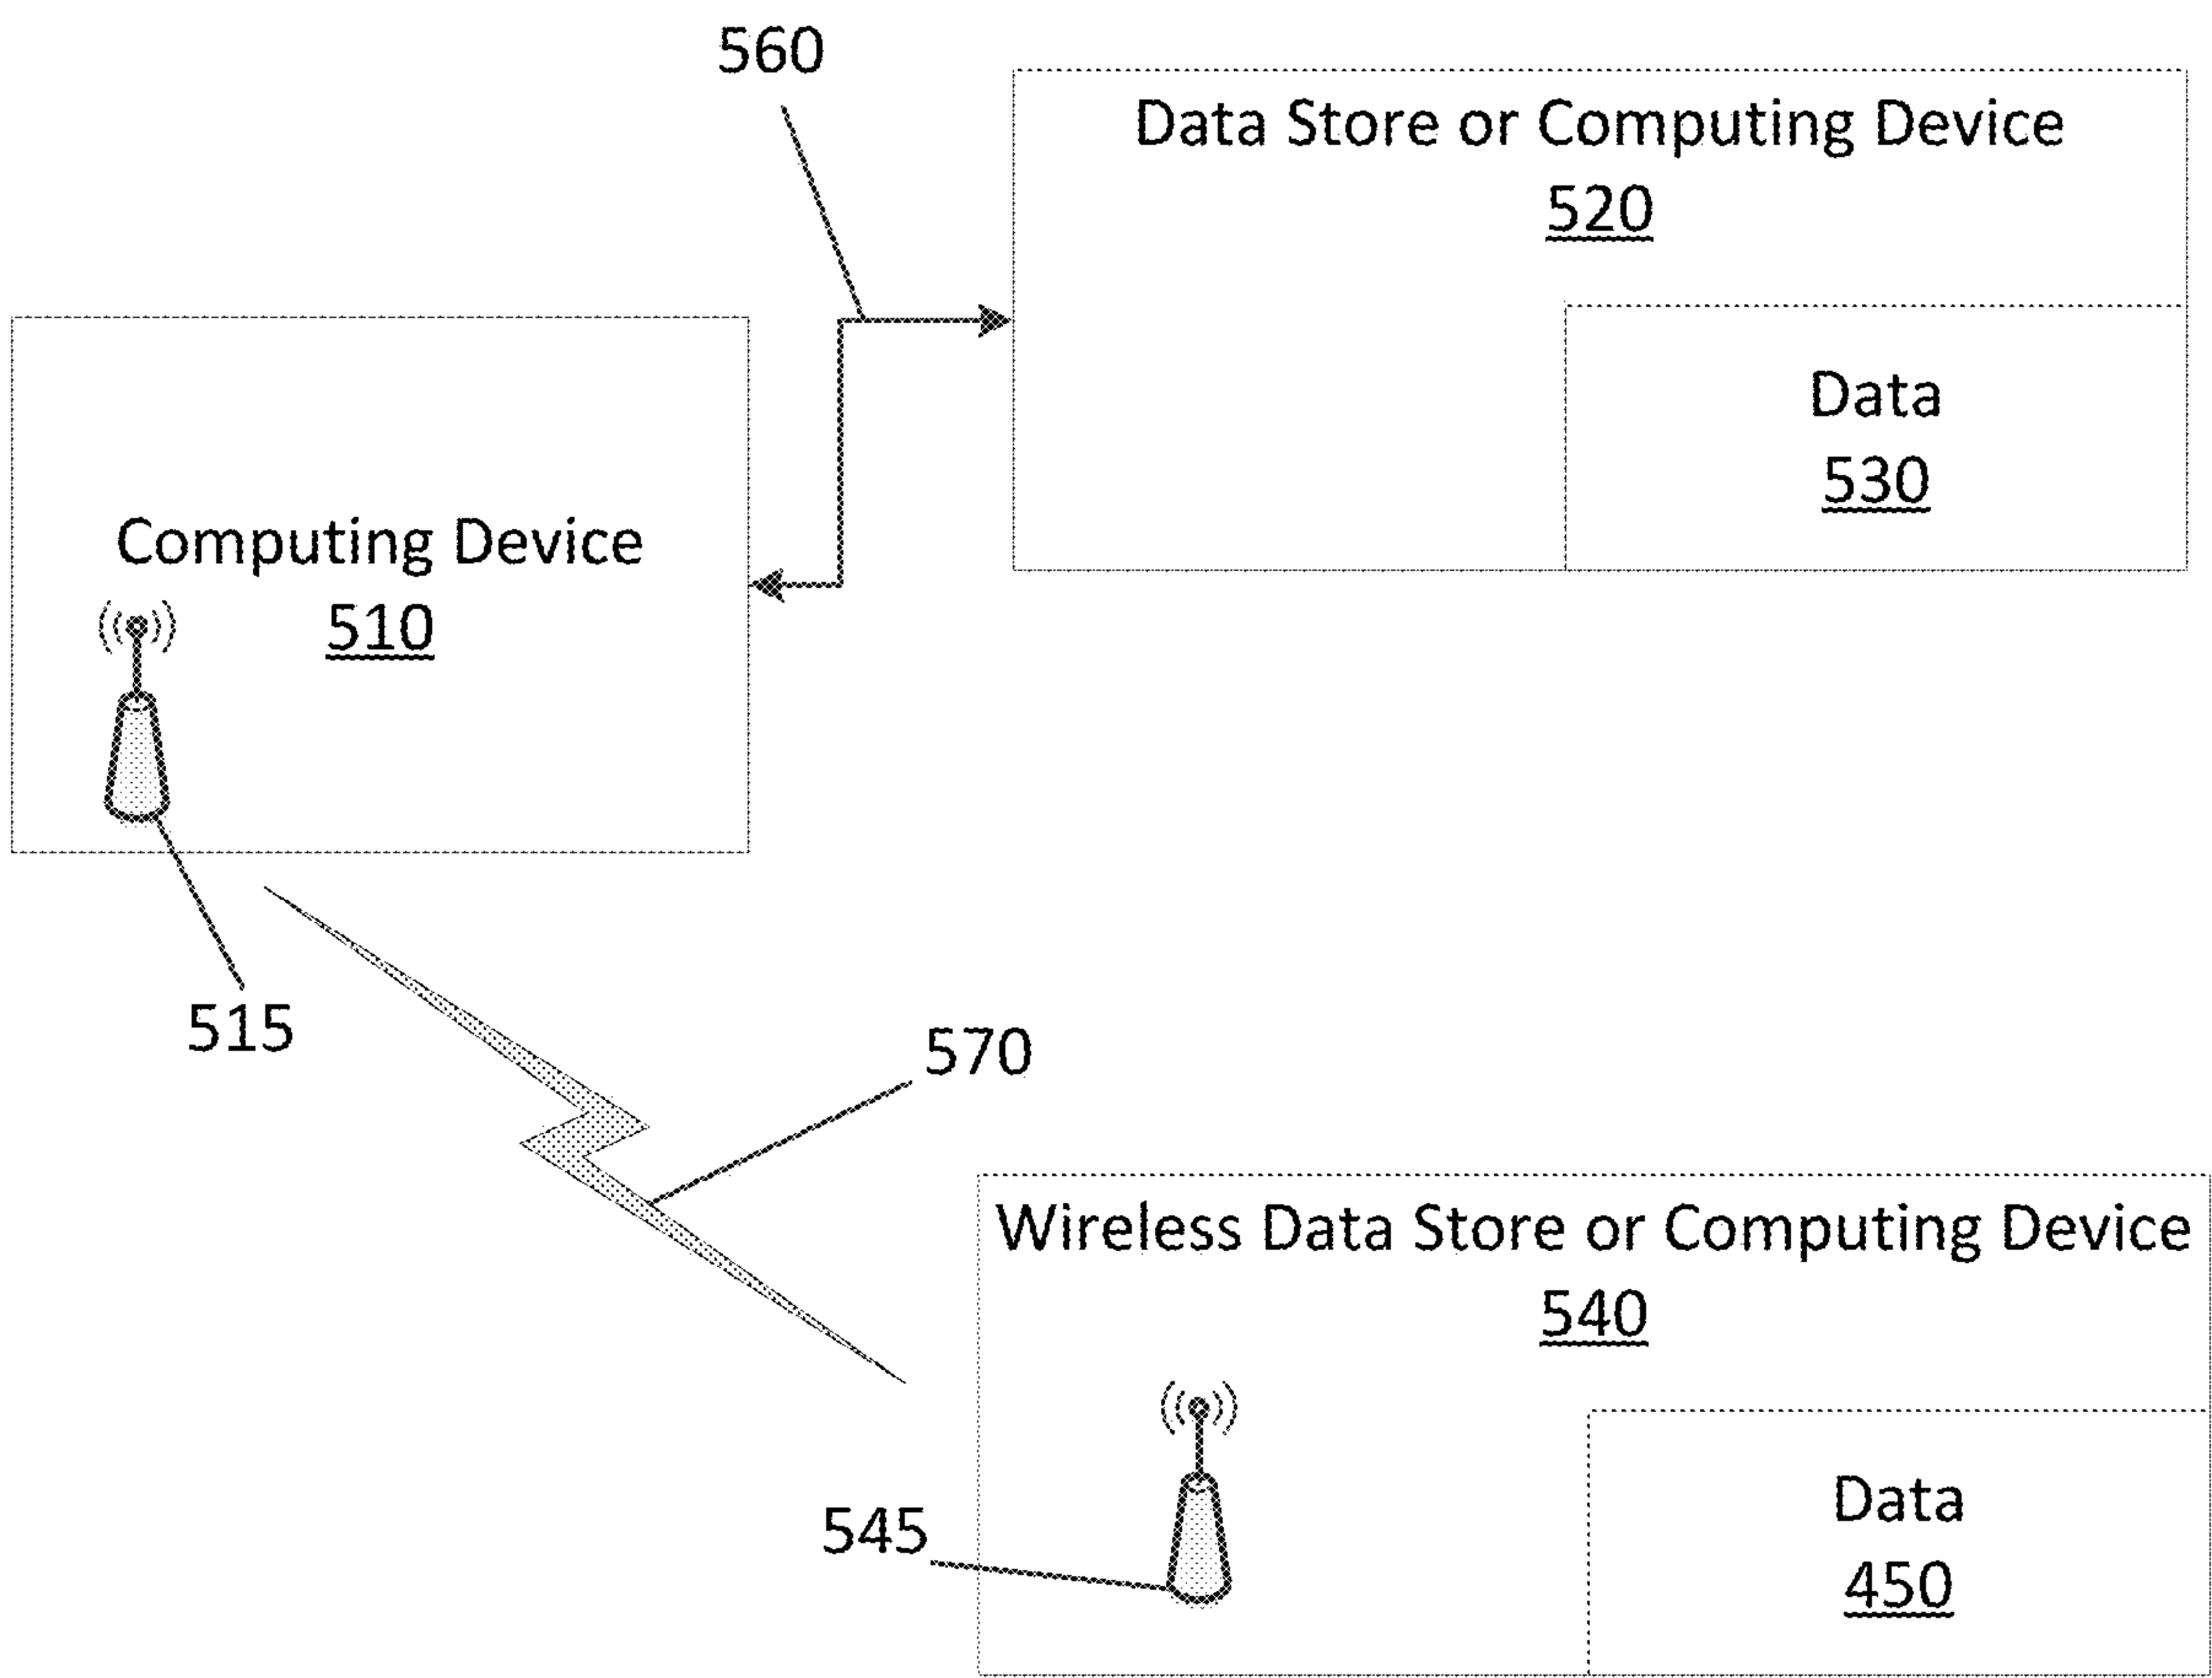 560
Data Store or Computing Device
520
Data
530
Computing Device
510
515
570
Wireless Data Store or Computing Device
540
545
Data
450